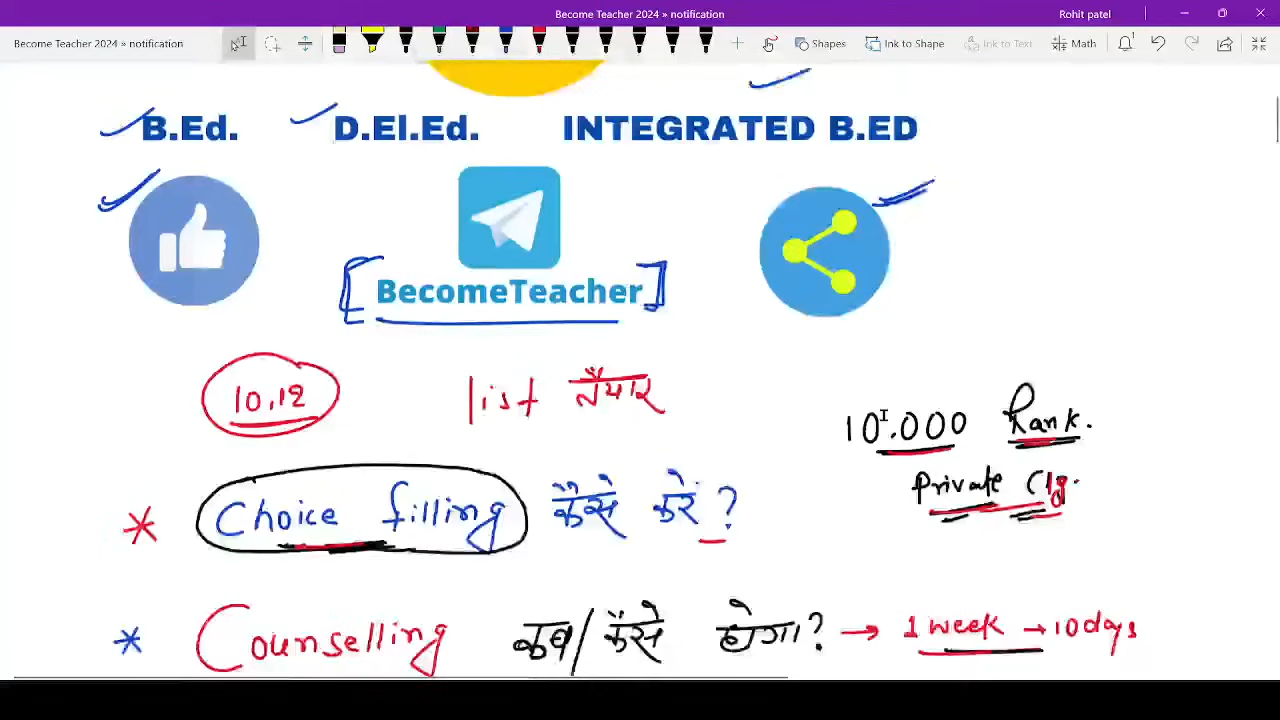 Become Teacher 2024 » notification
Rohit patel
Become Teacher 2024 » notification
Shapes
Ink to Shape
Ink to Text
Math
B.Ed. D.El.Ed. INTEGRATED B.ED
[BecomeTeacher]
10,12 list तैयार
10,000 Rank.
Private Clg.
* Choice filling कैसे करें ?
* Counselling कब/कैसे होगा? → 1 week → 10 days